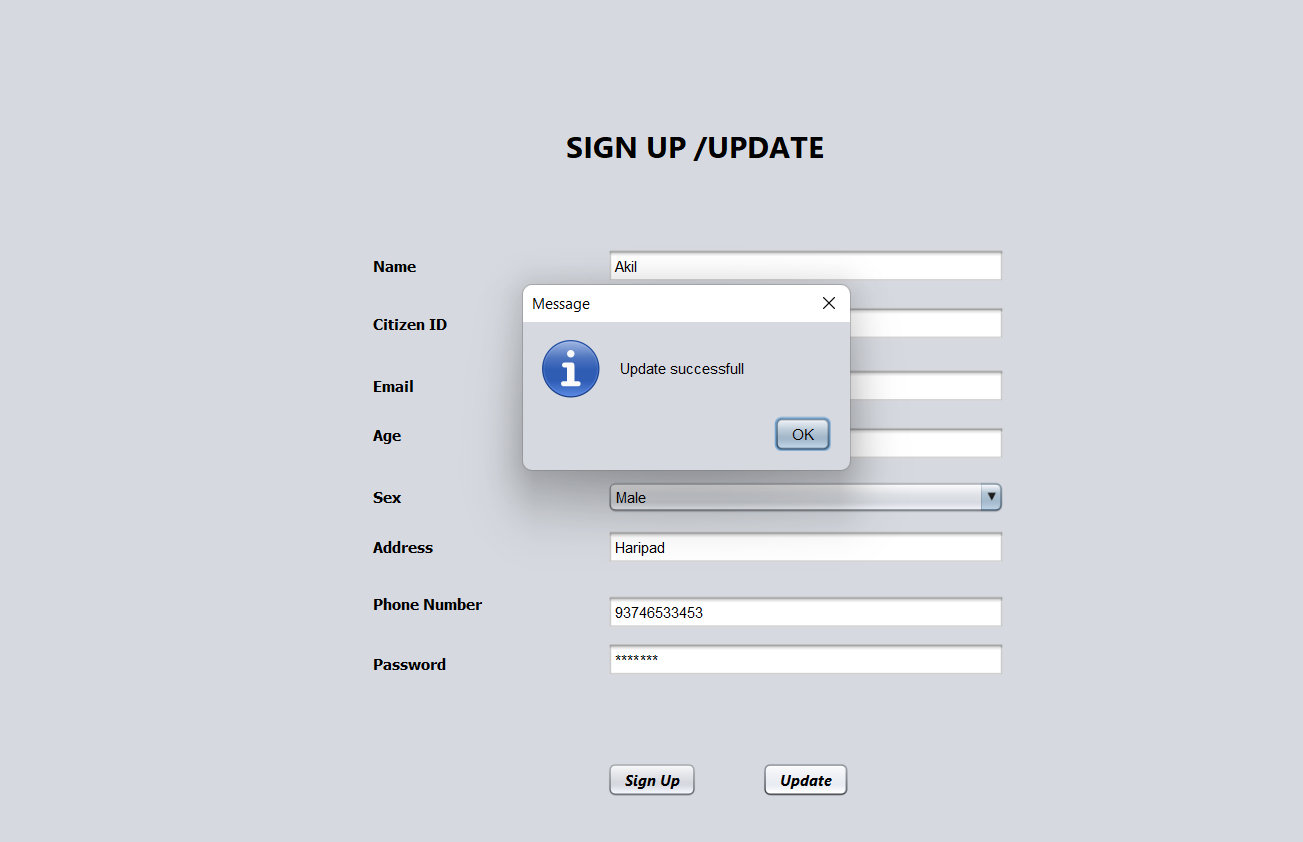 SIGN UP /UPDATE
Name
Akil
Message
Citizen ID
Update successfull
Email
OK
Age
Sex
Male
Address
Haripad
Phone Number
93746533453
Password
*******
Sign Up
Update